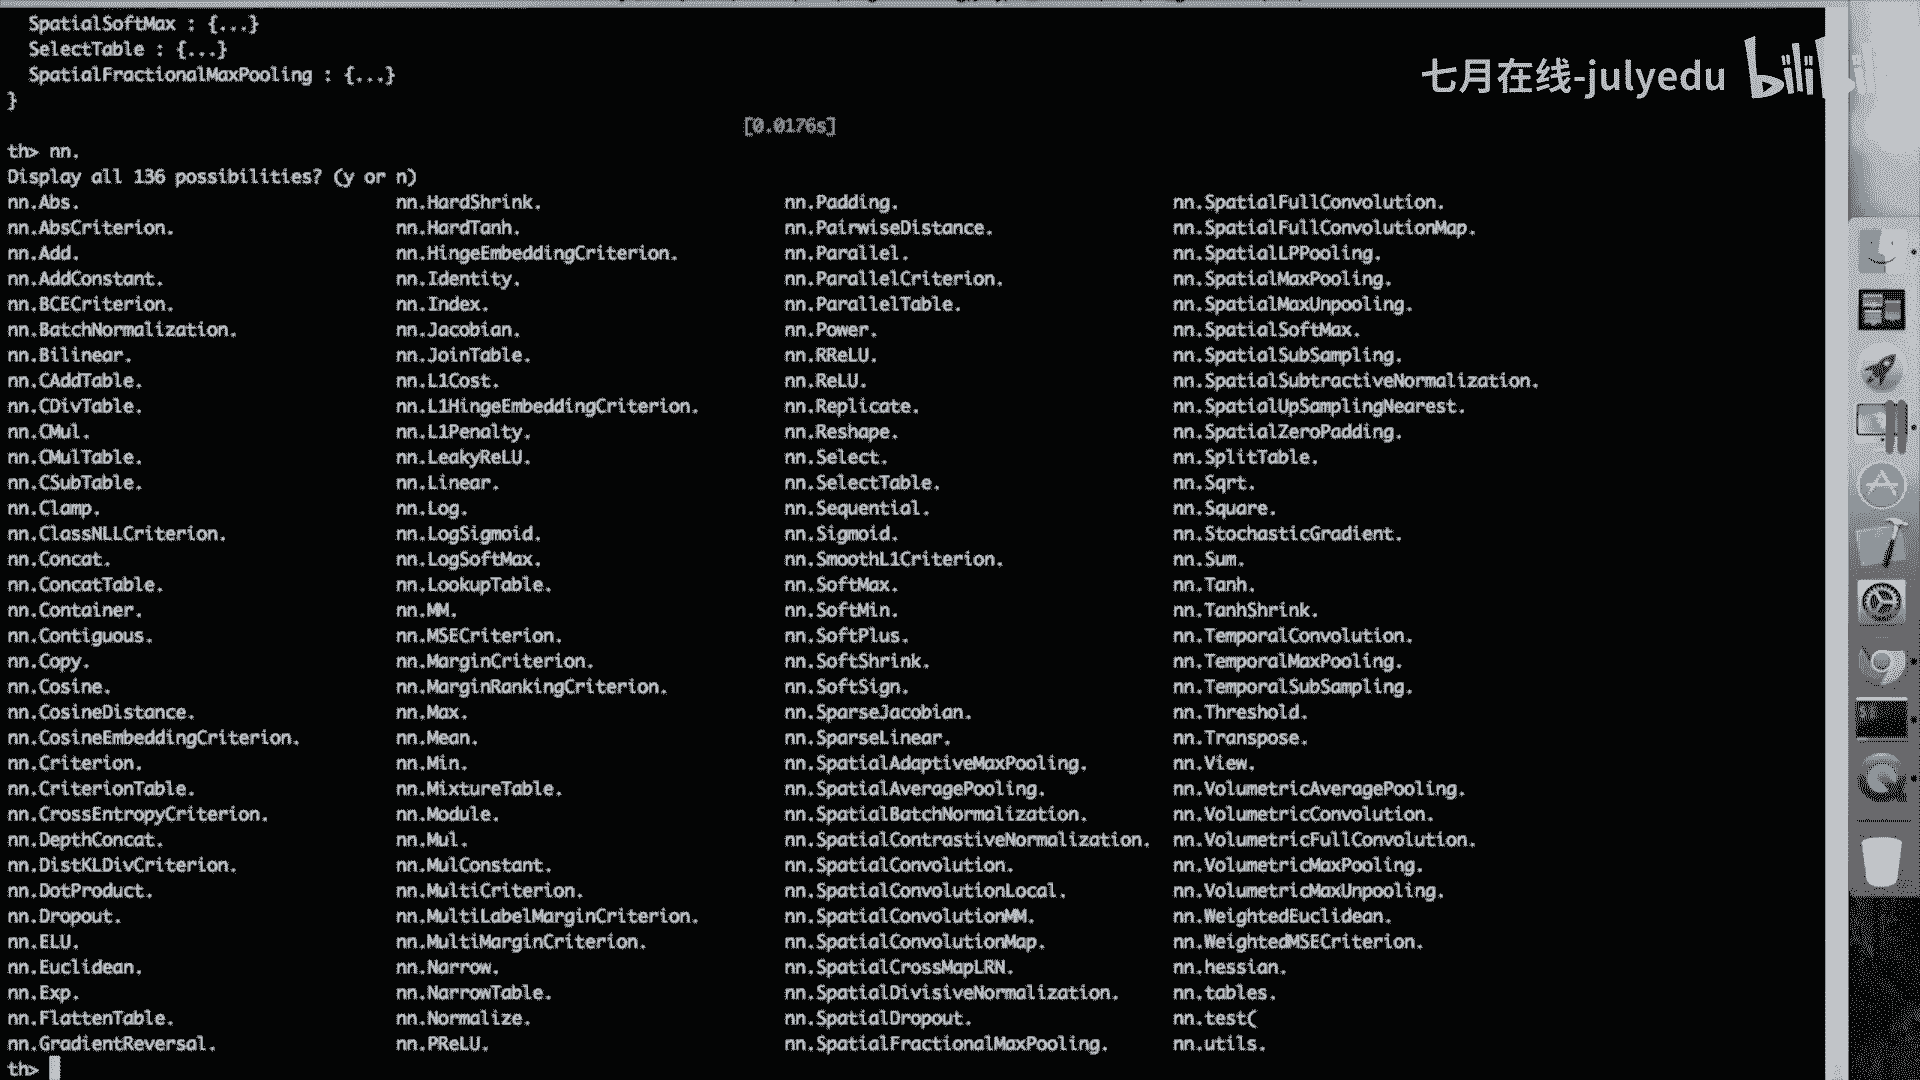 SpatialSoftMax : {...}
SelectTable : {...}
SpatialFractionalMaxPooling : {...}
}
七月在线-julyedu bilibili
[0.0176s]
th> nn.
Display all 136 possibilities? (y or n)
nn.Abs. nn.HardShrink. nn.Padding. nn.SpatialFullConvolution.
nn.AbsCriterion. nn.HardTanh. nn.PairwiseDistance. nn.SpatialFullConvolutionMap.
nn.Add. nn.HingeEmbeddingCriterion. nn.Parallel. nn.SpatialLPPooling.
nn.AddConstant. nn.Identity. nn.ParallelCriterion. nn.SpatialMaxPooling.
nn.BCECriterion. nn.Index. nn.ParallelTable. nn.SpatialMaxUnpooling.
nn.BatchNormalization. nn.Jacobian. nn.Power. nn.SpatialSoftMax.
nn.Bilinear. nn.JoinTable. nn.RReLU. nn.SpatialSubSampling.
nn.CAddTable. nn.L1Cost. nn.ReLU. nn.SpatialSubtractiveNormalization.
nn.CDivTable. nn.L1HingeEmbeddingCriterion. nn.Replicate. nn.SpatialUpSamplingNearest.
nn.CMul. nn.L1Penalty. nn.Reshape. nn.SpatialZeroPadding.
nn.CMulTable. nn.LeakyReLU. nn.Select. nn.SplitTable.
nn.CSubTable. nn.Linear. nn.SelectTable. nn.Sqrt.
nn.Clamp. nn.Log. nn.Sequential. nn.Square.
nn.ClassNLLCriterion. nn.LogSigmoid. nn.Sigmoid. nn.StochasticGradient.
nn.Concat. nn.LogSoftMax. nn.SmoothL1Criterion. nn.Sum.
nn.ConcatTable. nn.LookupTable. nn.SoftMax. nn.Tanh.
nn.Container. nn.MM. nn.SoftMin. nn.TanhShrink.
nn.Contiguous. nn.MSECriterion. nn.SoftPlus. nn.TemporalConvolution.
nn.Copy. nn.MarginCriterion. nn.SoftShrink. nn.TemporalMaxPooling.
nn.Cosine. nn.MarginRankingCriterion. nn.SoftSign. nn.TemporalSubSampling.
nn.CosineDistance. nn.Max. nn.SparseJacobian. nn.Threshold.
nn.CosineEmbeddingCriterion. nn.Mean. nn.SparseLinear. nn.Transpose.
nn.Criterion. nn.Min. nn.SpatialAdaptiveMaxPooling. nn.View.
nn.CriterionTable. nn.MixtureTable. nn.SpatialAveragePooling. nn.VolumetricAveragePooling.
nn.CrossEntropyCriterion. nn.Module. nn.SpatialBatchNormalization. nn.VolumetricConvolution.
nn.DepthConcat. nn.Mul. nn.SpatialContrastiveNormalization. nn.VolumetricFullConvolution.
nn.DistKLDivCriterion. nn.MulConstant. nn.SpatialConvolution. nn.VolumetricMaxPooling.
nn.DotProduct. nn.MultiCriterion. nn.SpatialConvolutionLocal. nn.VolumetricMaxUnpooling.
nn.Dropout. nn.MultiLabelMarginCriterion. nn.SpatialConvolutionMM. nn.WeightedEuclidean.
nn.ELU. nn.MultiMarginCriterion. nn.SpatialConvolutionMap. nn.WeightedMSECriterion.
nn.Euclidean. nn.Narrow. nn.SpatialCrossMapLRN. nn.hessian.
nn.Exp. nn.NarrowTable. nn.SpatialDivisiveNormalization. nn.tables.
nn.FlattenTable. nn.Normalize. nn.SpatialDropout. nn.test(
nn.GradientReversal. nn.PReLU. nn.SpatialFractionalMaxPooling. nn.utils.
th>